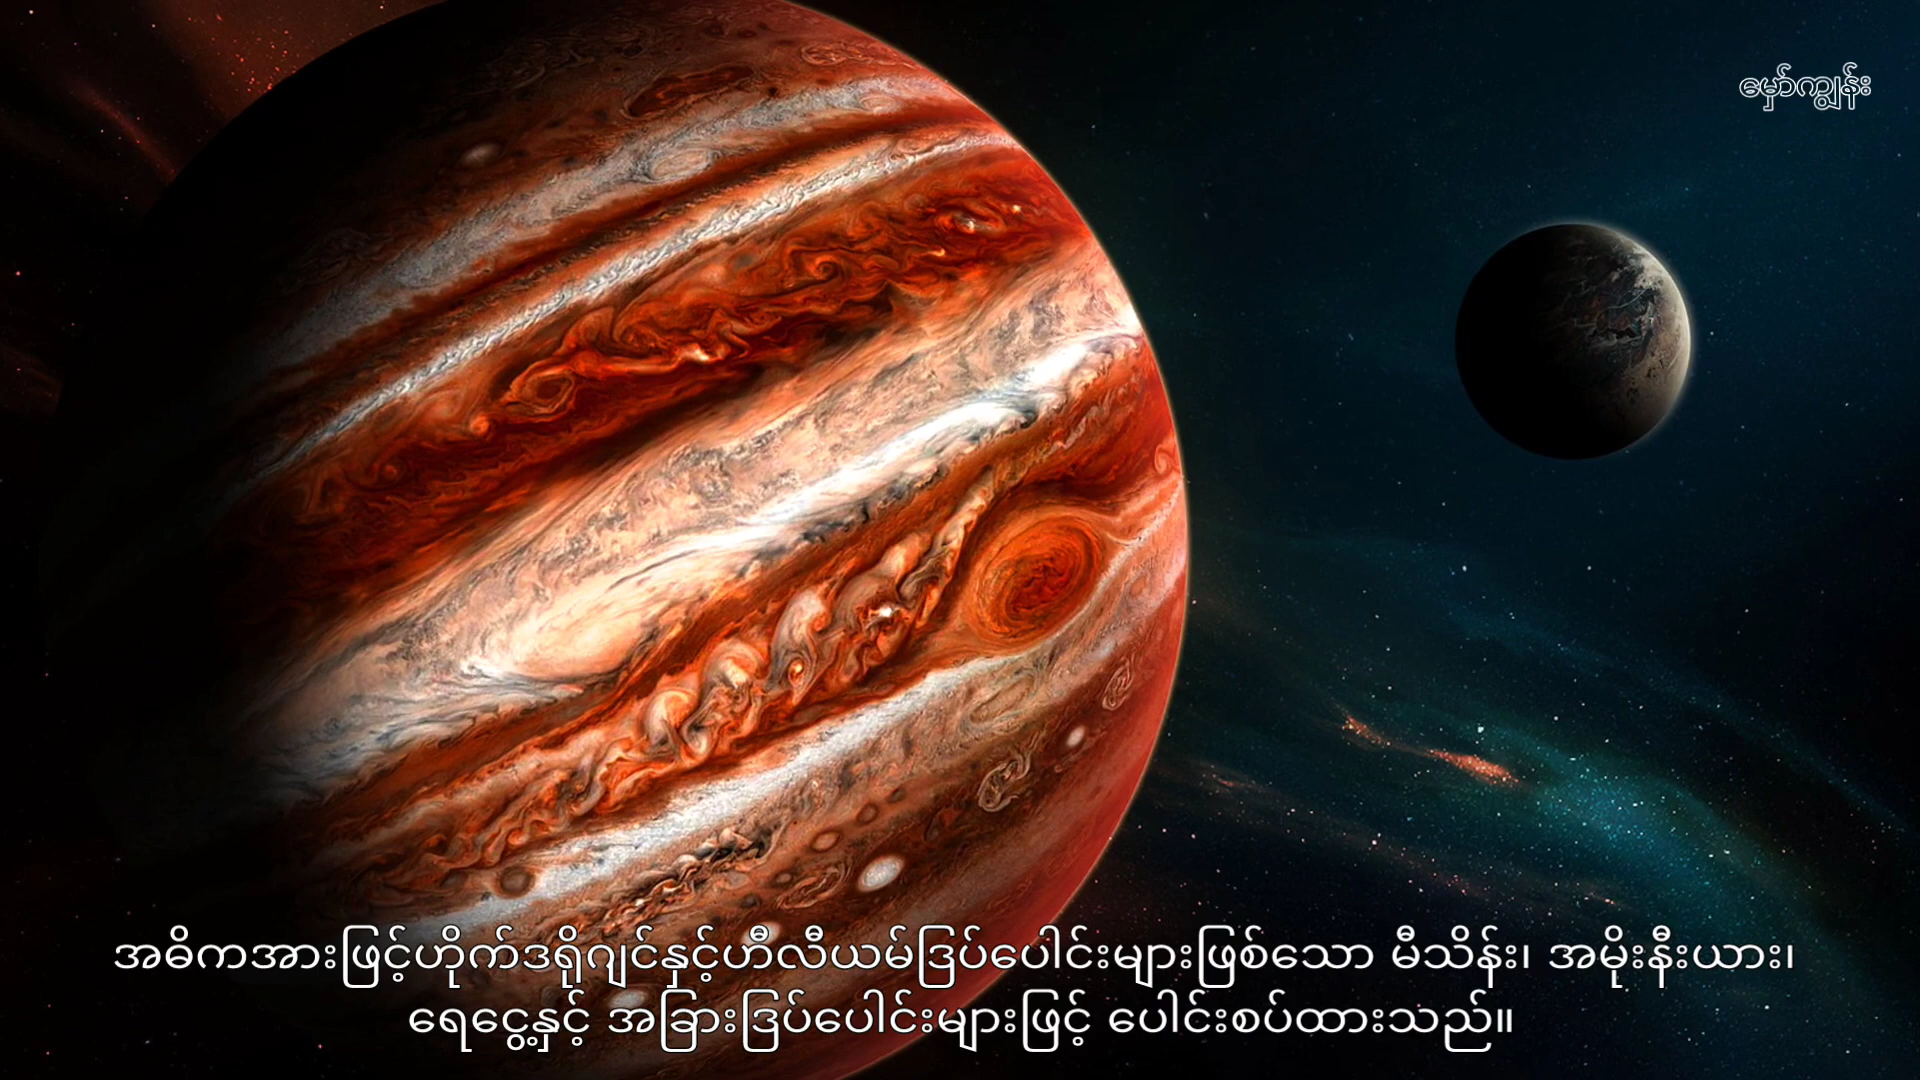 မှော်ကျွန်း
အဓိကအားဖြင့်ဟိုက်ဒရိုဂျင်နှင့်ဟီလီယမ်ဒြပ်ပေါင်းများဖြစ်သော မီသိန်း၊ အမိုးနီးယား၊
ရေငွေ့နှင့် အခြားဒြပ်ပေါင်းများဖြင့် ပေါင်းစပ်ထားသည်။